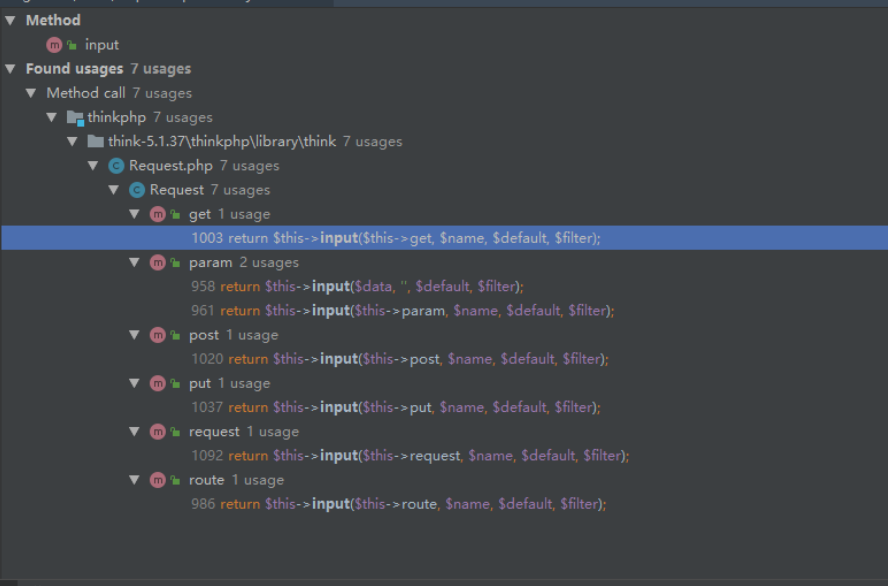 Method
m input
Found usages 7 usages
Method call 7 usages
thinkphp 7 usages
think-5.1.37\thinkphp\library\think 7 usages
C Request.php 7 usages
C Request 7 usages
m get 1 usage
1003 return $this->input($this->get, $name, $default, $filter);
m param 2 usages
958 return $this->input($data, '', $default, $filter);
961 return $this->input($this->param, $name, $default, $filter);
m post 1 usage
1020 return $this->input($this->post, $name, $default, $filter);
m put 1 usage
1037 return $this->input($this->put, $name, $default, $filter);
m request 1 usage
1092 return $this->input($this->request, $name, $default, $filter);
m route 1 usage
986 return $this->input($this->route, $name, $default, $filter);